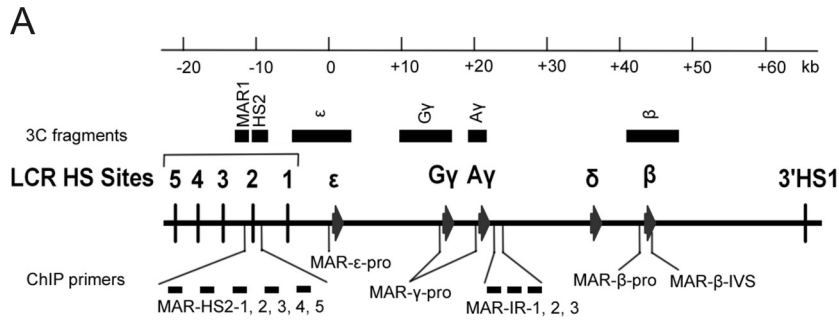 A
-20 -10 0 +10 +20 +30 +40 +60 kb
3C fragments MAR1 HS2 ε Gγ Aγ β
LCR HS Sites 5 4 3 2 1 ε Gγ Aγ δ β 3'HS1
MAR-ε-pro
ChIP primers MAR-γ-pro MAR-β-pro MAR-β-IVS
MAR-HS2-1, 2, 3, 4, 5 MAR-IR-1, 2, 3